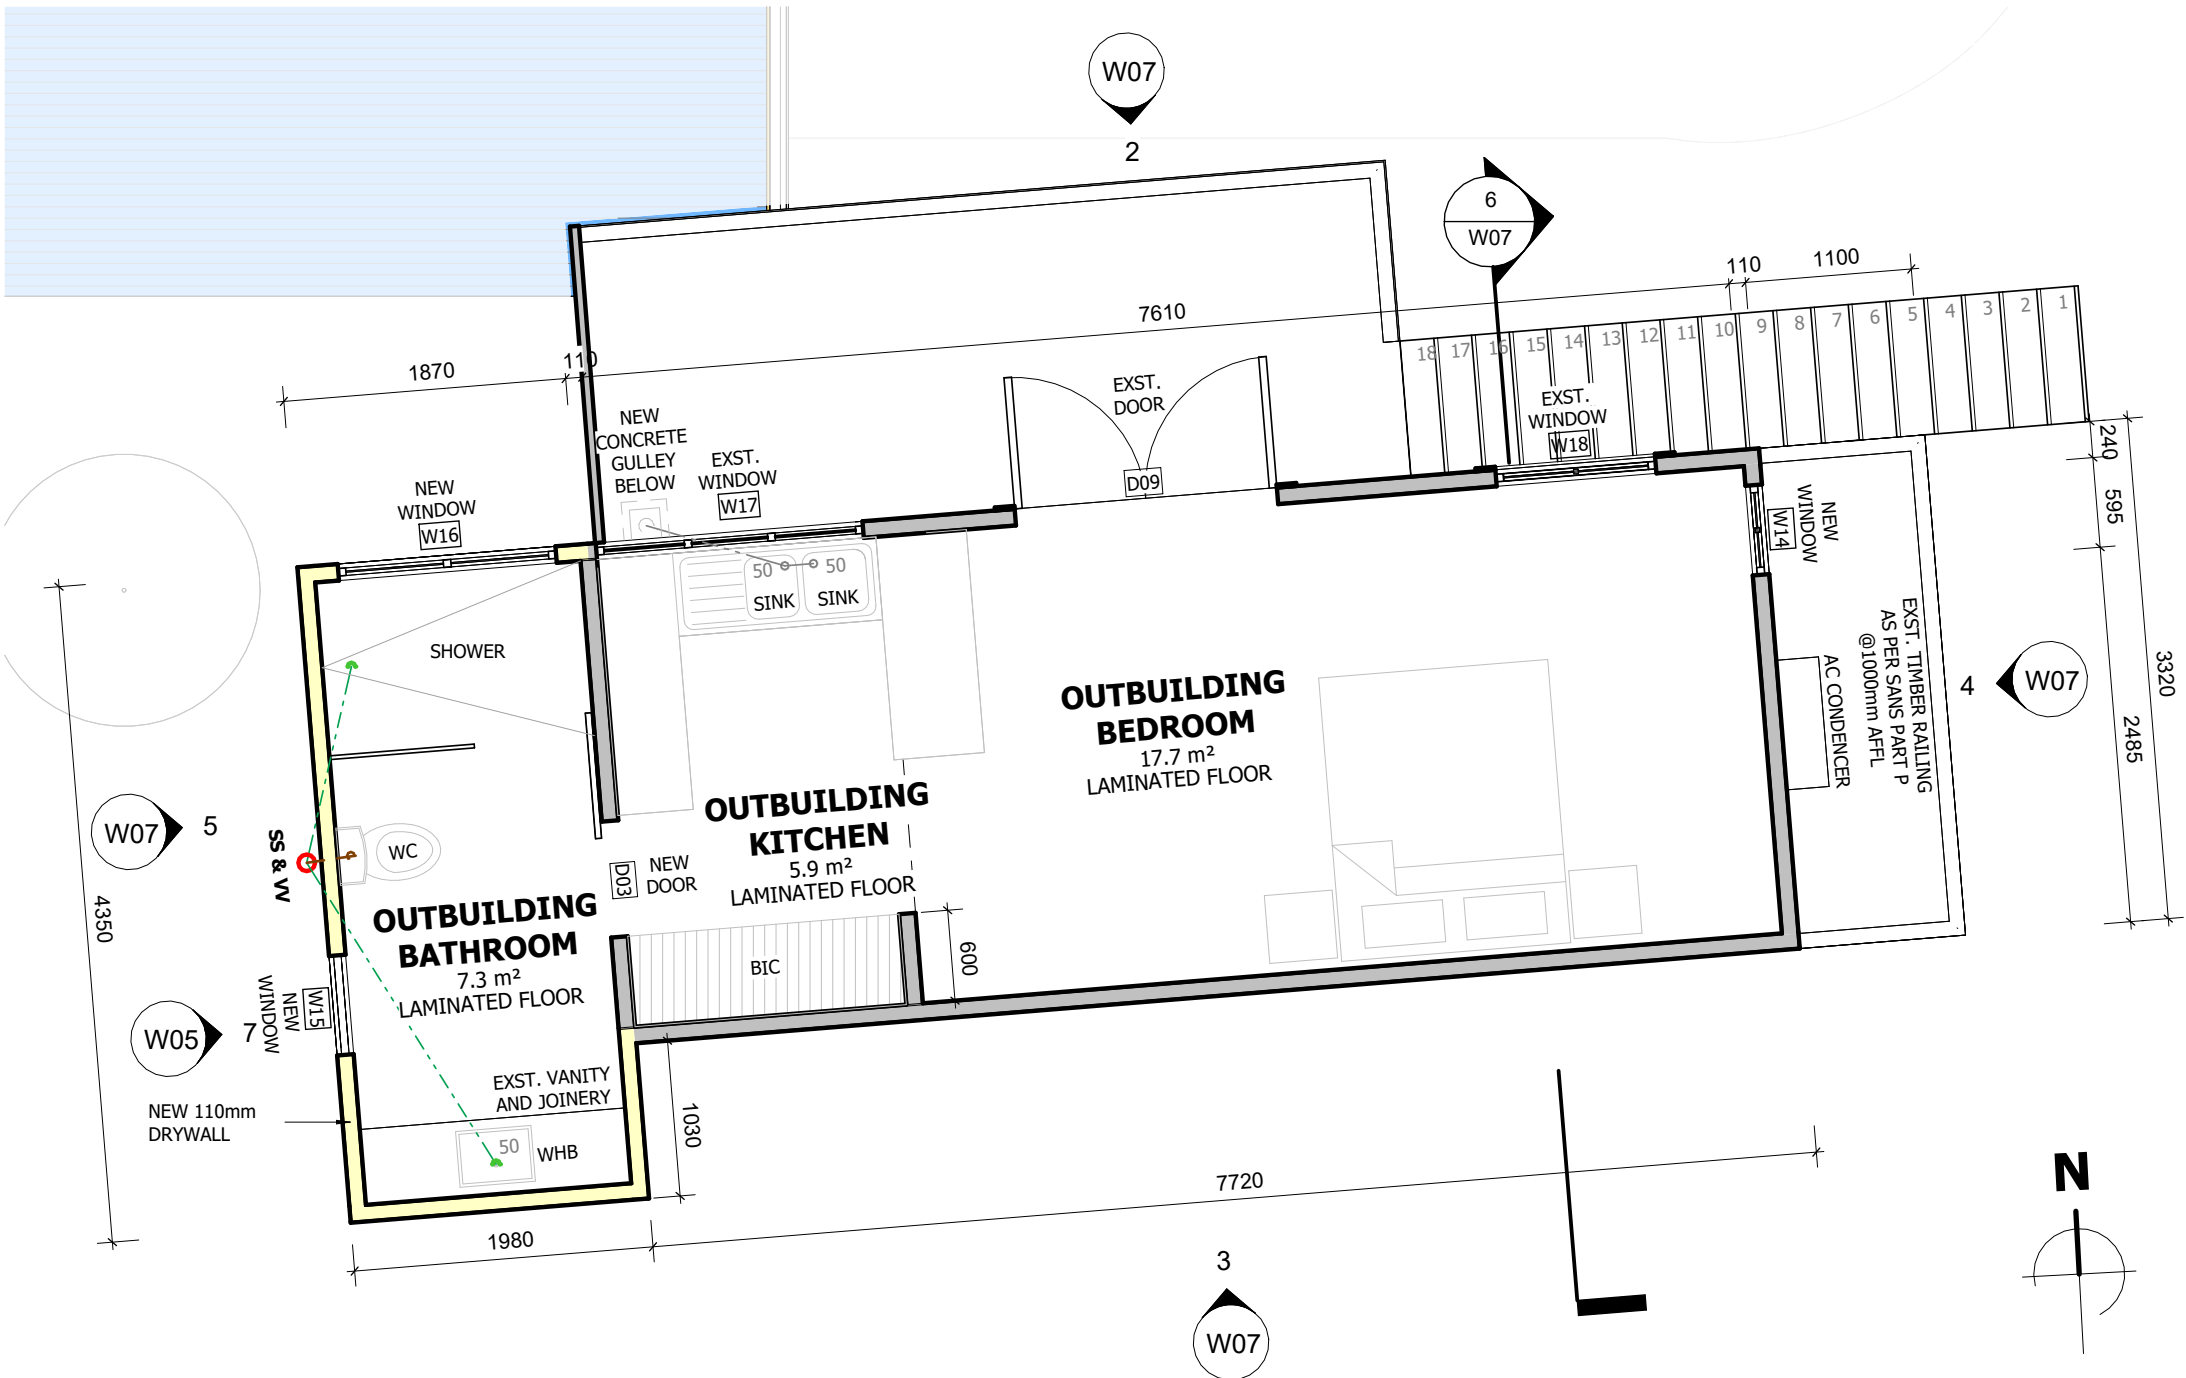 W07
2
6
W07
110
1100
7610
1870
110
18
17
16
15
14
13
12
11
10
9
8
7
6
5
4
3
2
1
EXST.
DOOR
D09
EXST.
WINDOW
W18
NEW
CONCRETE
GULLEY
BELOW
EXST.
WINDOW
W17
NEW
WINDOW
W16
240
595
3320
2485
NEW
WINDOW
W14
EXST. TIMBER RAILING
AS PER SANS PART P
@1000mm AFFL
AC CONDENCER
4
W07
50
50
SINK
SINK
SHOWER
OUTBUILDING
BEDROOM
17.7 m²
LAMINATED FLOOR
OUTBUILDING
KITCHEN
5.9 m²
LAMINATED FLOOR
W07
5
SS & VV
WC
D03
NEW
DOOR
OUTBUILDING
BATHROOM
7.3 m²
LAMINATED FLOOR
BIC
600
4350
W05
7
NEW
WINDOW
W15
EXST. VANITY
AND JOINERY
NEW 110mm
DRYWALL
50
WHB
1030
1980
7720
3
W07
N